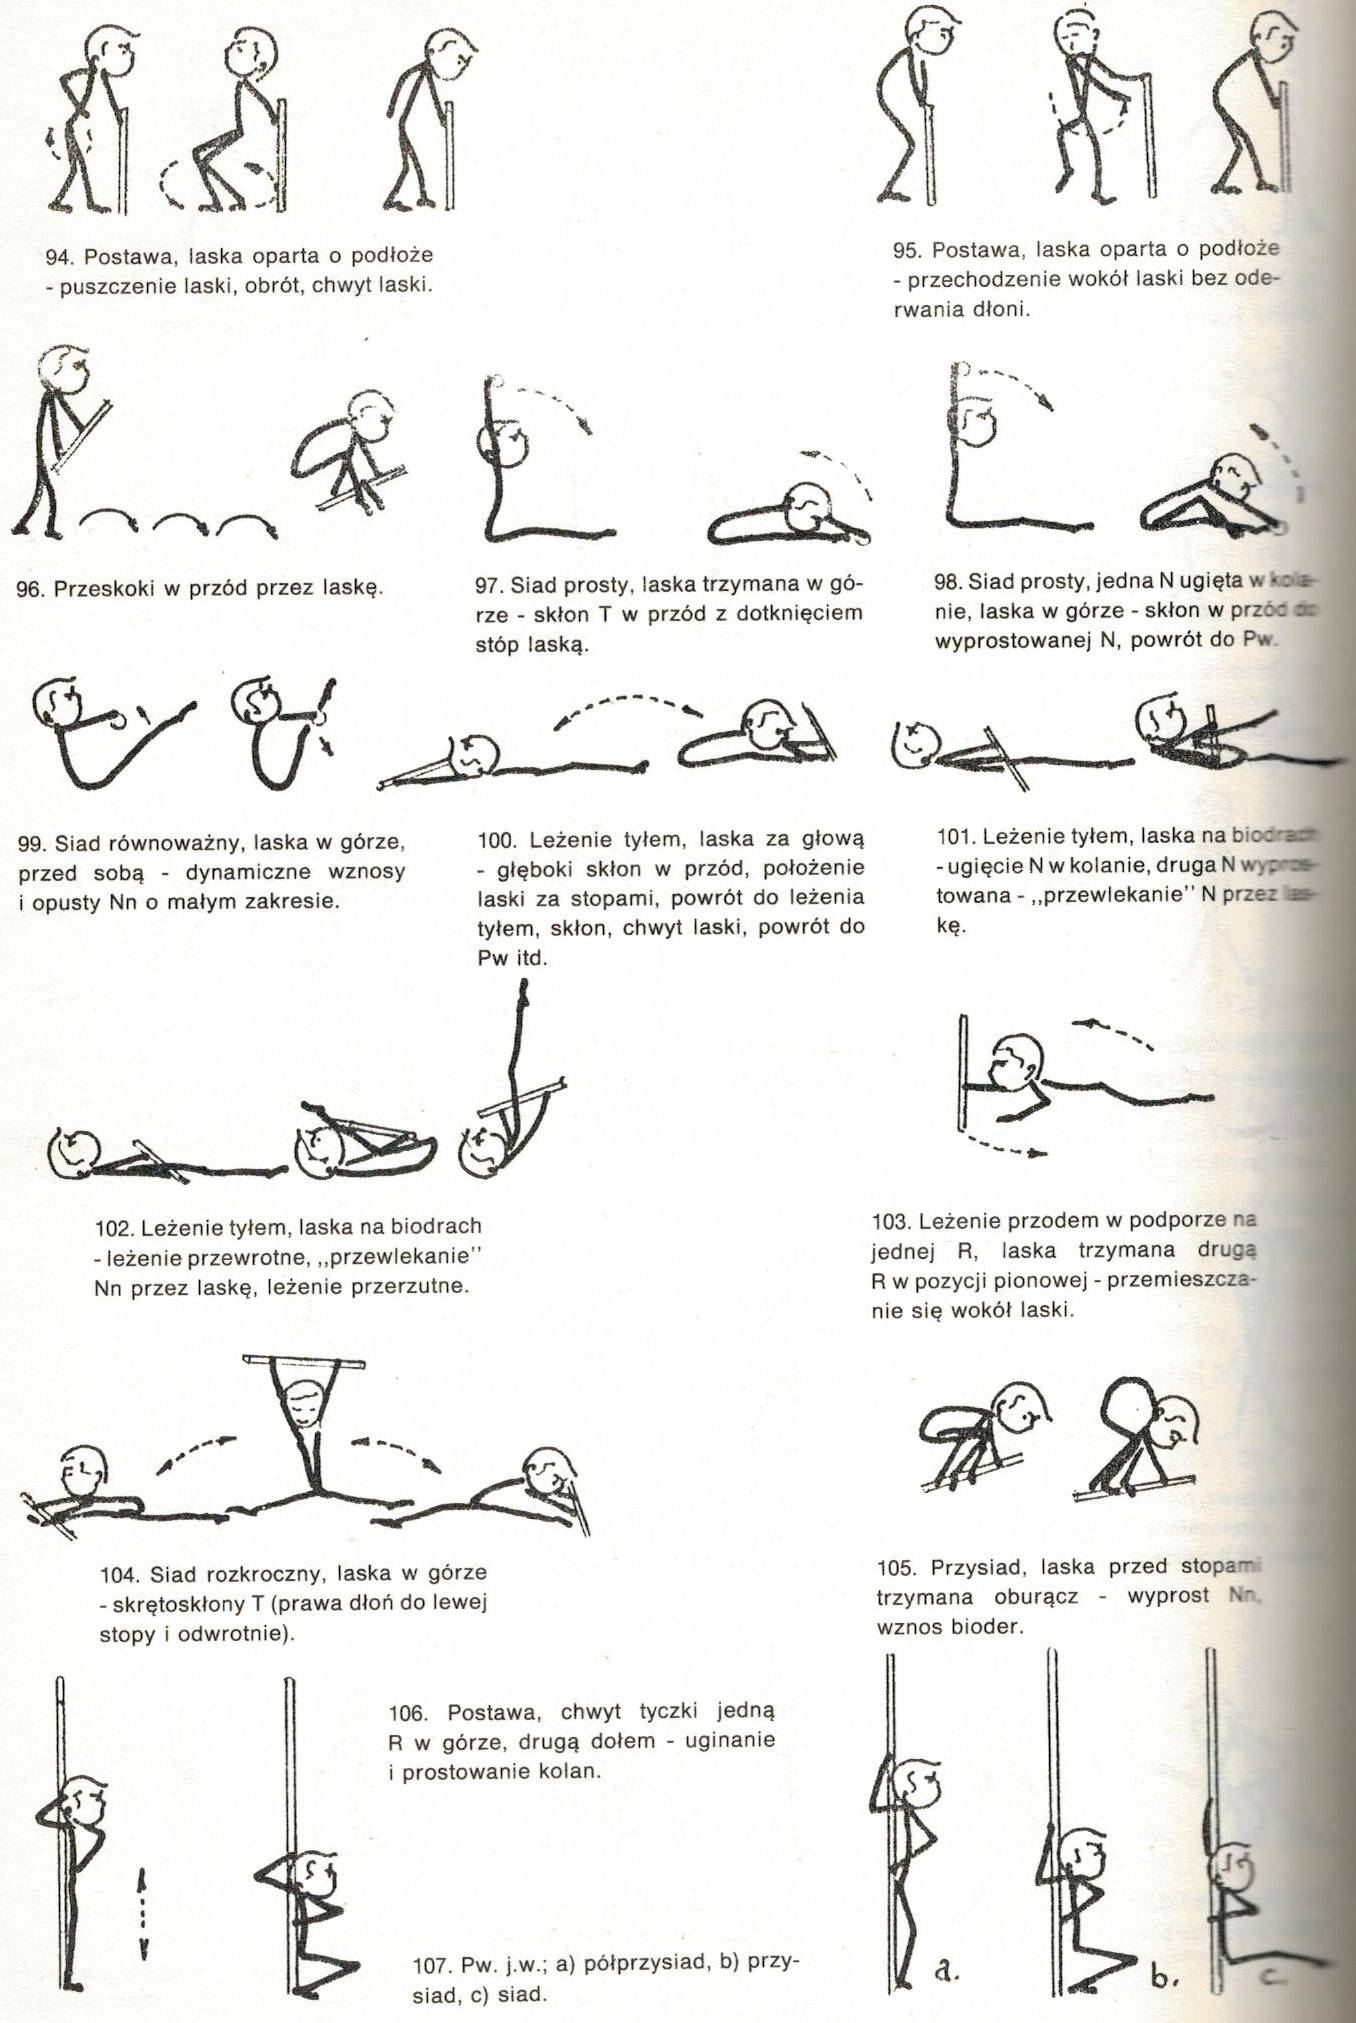 94. Postawa, laska oparta o podłoże
- puszczenie laski, obrót, chwyt laski.
95. Postawa, laska oparta o podłoże
- przechodzenie wokół laski bez ode-
rwania dłoni.
96. Przeskoki w przód przez laskę.
97. Siad prosty, laska trzymana w gó-
rze - skłon T w przód z dotknięciem
stóp laską.
98. Siad prosty, jedna N ugięta w kola-
nie, laska w górze - skłon w przód do
wyprostowanej N, powrót do Pw.
99. Siad równoważny, laska w górze,
przed sobą - dynamiczne wznosy
i opusty Nn o małym zakresie.
100. Leżenie tyłem, laska za głową
- głęboki skłon w przód, położenie
laski za stopami, powrót do leżenia
tyłem, skłon, chwyt laski, powrót do
Pw itd.
101. Leżenie tyłem, laska na biodrach
- ugięcie N w kolanie, druga N wypros-
towana - ,,przewlekanie'' N przez las-
kę.
102. Leżenie tyłem, laska na biodrach
- leżenie przewrotne, ,,przewlekanie''
Nn przez laskę, leżenie przerzutne.
103. Leżenie przodem w podporze na
jednej R, laska trzymana drugą
R w pozycji pionowej - przemieszcza-
nie się wokół laski.
104. Siad rozkroczny, laska w górze
- skrętoskłony T (prawa dłoń do lewej
stopy i odwrotnie).
105. Przysiad, laska przed stopami
trzymana oburącz - wyprost Nn,
wznos bioder.
106. Postawa, chwyt tyczki jedną
R w górze, drugą dołem - uginanie
i prostowanie kolan.
107. Pw. j.w.; a) półprzysiad, b) przy-
siad, c) siad.
a.
b.
c.